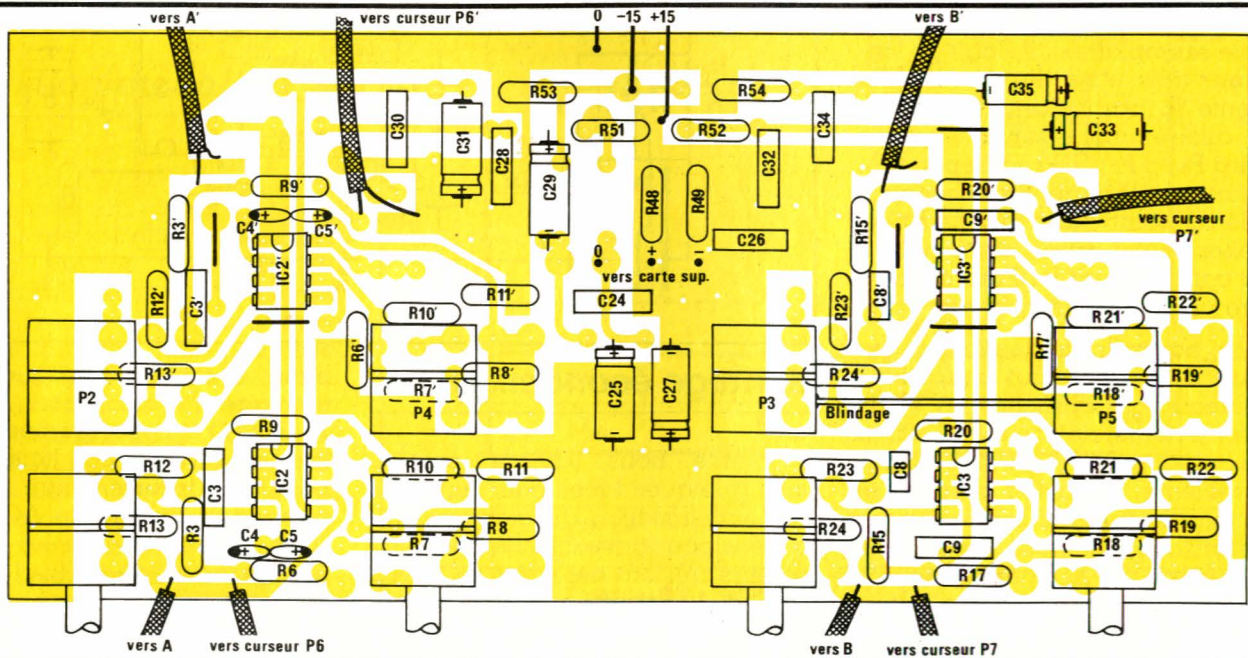 vers A'
vers curseur P6'
0 –15 +15
vers B'
C35
R53
R54
C30
C31
C28
R51
R52
C34
C33
C29
C32
R9'
R20'
R3'
C4'
C5'
R48
R49
R15'
C9'
vers curseur
P7'
C26
IC2'
IC3'
0 + –
vers carte sup.
R12'
C3'
R11'
C24
R23'
C8'
R22'
R10'
R21'
R6'
R17'
R13'
R8'
R24'
R19'
P2
R7'
P4
C25
C27
P3
Blindage
R18'
P5
R9
R20
R12
C3
IC2
R10
R11
R23
C8
IC3
R21
R22
R13
R3
C4
C5
R8
R24
R15
R19
R7
C9
R18
R6
R17
vers A
vers curseur P6
vers B
vers curseur P7